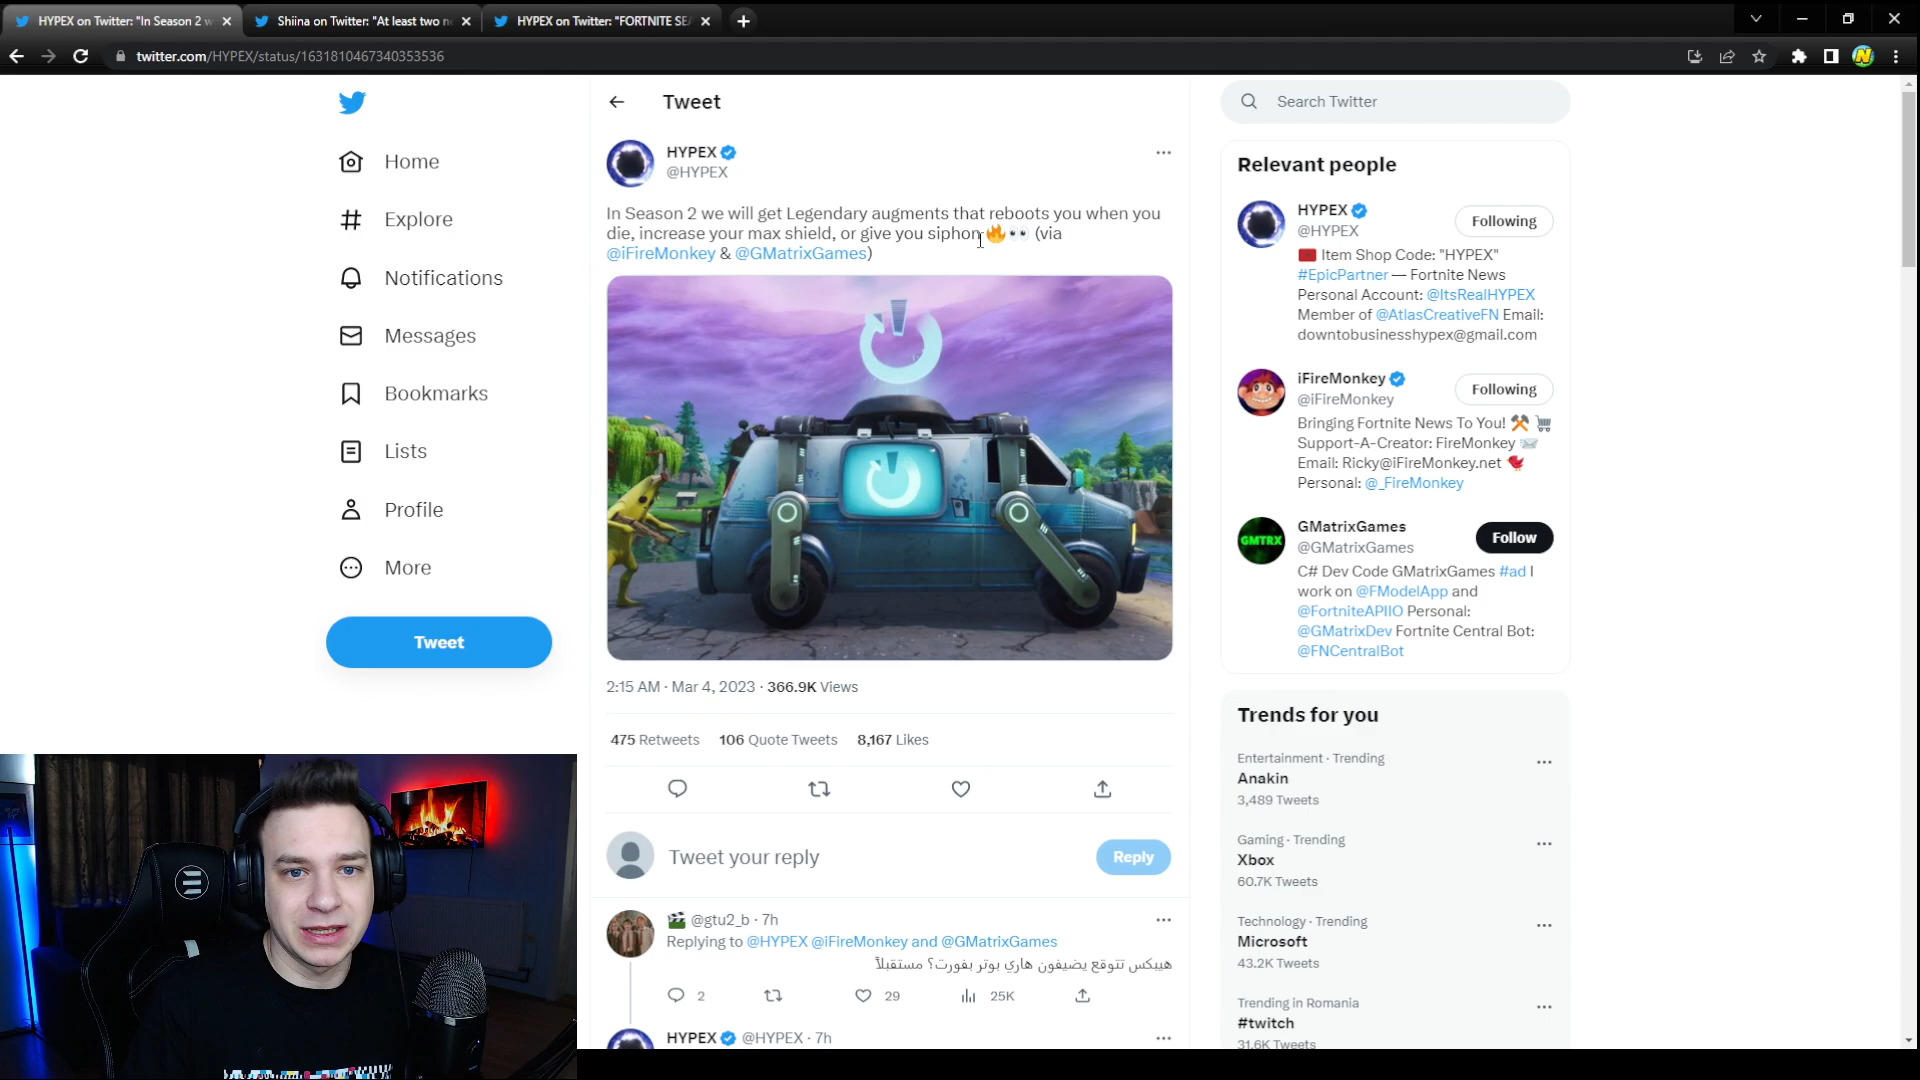 HYPEX on Twitter: "In Season 2 w
Shiina on Twitter: "At least two n
HYPEX on Twitter: "FORTNITE SE
twitter.com/HYPEX/status/1631810467340353536
Home
Explore
Notifications
Messages
Bookmarks
Lists
Profile
More
Tweet
Tweet
HYPEX
@HYPEX
In Season 2 we will get Legendary augments that reboots you when you
die, increase your max shield, or give you siphon 🔥👀 (via
@iFireMonkey & @GMatrixGames)
2:15 AM · Mar 4, 2023 · 366.9K Views
475 Retweets 106 Quote Tweets 8,167 Likes
Tweet your reply
Reply
🎬 @gtu2_b · 7h
Replying to @HYPEX @iFireMonkey and @GMatrixGames
هيبكس تتوقع يضيفون هاري بوتر بفورت؟ مستقبلاً
2 29 25K
HYPEX @HYPEX · 7h
Search Twitter
Relevant people
HYPEX
@HYPEX
Following
Item Shop Code: "HYPEX"
#EpicPartner — Fortnite News
Personal Account: @ItsRealHYPEX
Member of @AtlasCreativeFN Email:
downtobusinesshypex@gmail.com
iFireMonkey
@iFireMonkey
Following
Bringing Fortnite News To You! ⚒️ 🛒
Support-A-Creator: FireMonkey 📨
Email: Ricky@iFireMonkey.net 🐦
Personal: @_FireMonkey
GMTRX
GMatrixGames
@GMatrixGames
Follow
C# Dev Code GMatrixGames #ad I
work on @FModelApp and
@FortniteAPIIO Personal:
@GMatrixDev Fortnite Central Bot:
@FNCentralBot
Trends for you
Entertainment · Trending
Anakin
3,489 Tweets
Gaming · Trending
Xbox
60.7K Tweets
Technology · Trending
Microsoft
43.2K Tweets
Trending in Romania
#twitch
31.6K Tweets